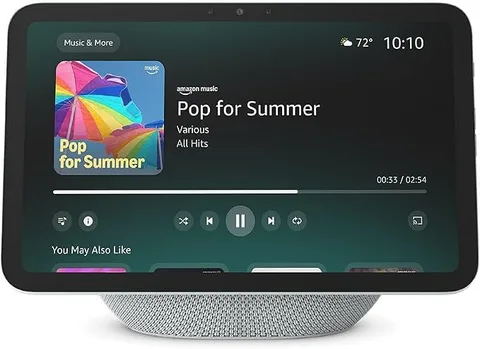 Music & More
72° 10:10
music
Pop
for Summer
amazon music
Pop for Summer
Various
All Hits
00:33 / 02:54
You May Also Like